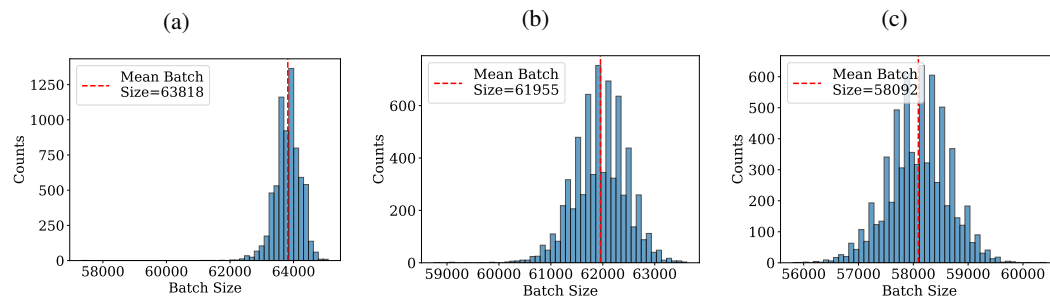 (a)
(b)
(c)
Mean Batch
Size=63818
Counts
1250
1000
750
500
250
0
58000
60000
62000
64000
Batch Size
Mean Batch
Size=61955
Counts
600
400
200
0
59000
60000
61000
62000
63000
Batch Size
Mean Batch
Size=58092
Counts
600
500
400
300
200
100
0
56000
57000
58000
59000
60000
Batch Size